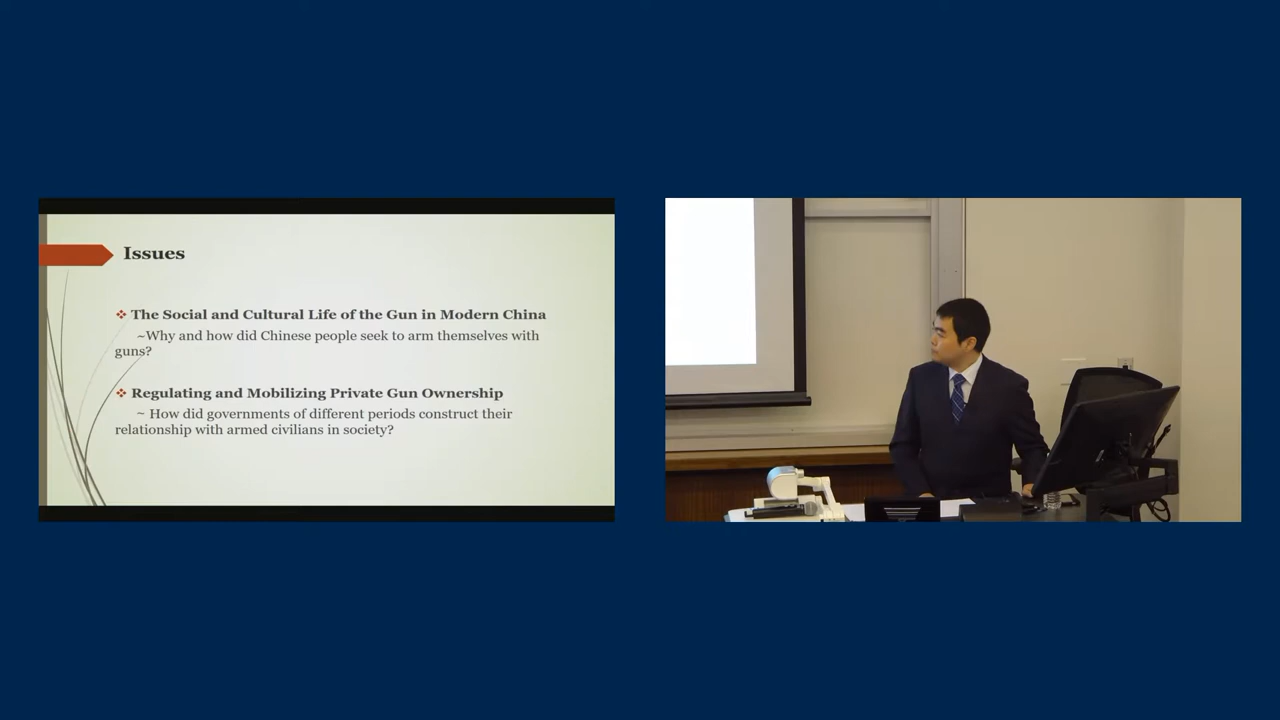 Issues
❖ The Social and Cultural Life of the Gun in Modern China
~Why and how did Chinese people seek to arm themselves with
guns?
❖ Regulating and Mobilizing Private Gun Ownership
~ How did governments of different periods construct their
relationship with armed civilians in society?